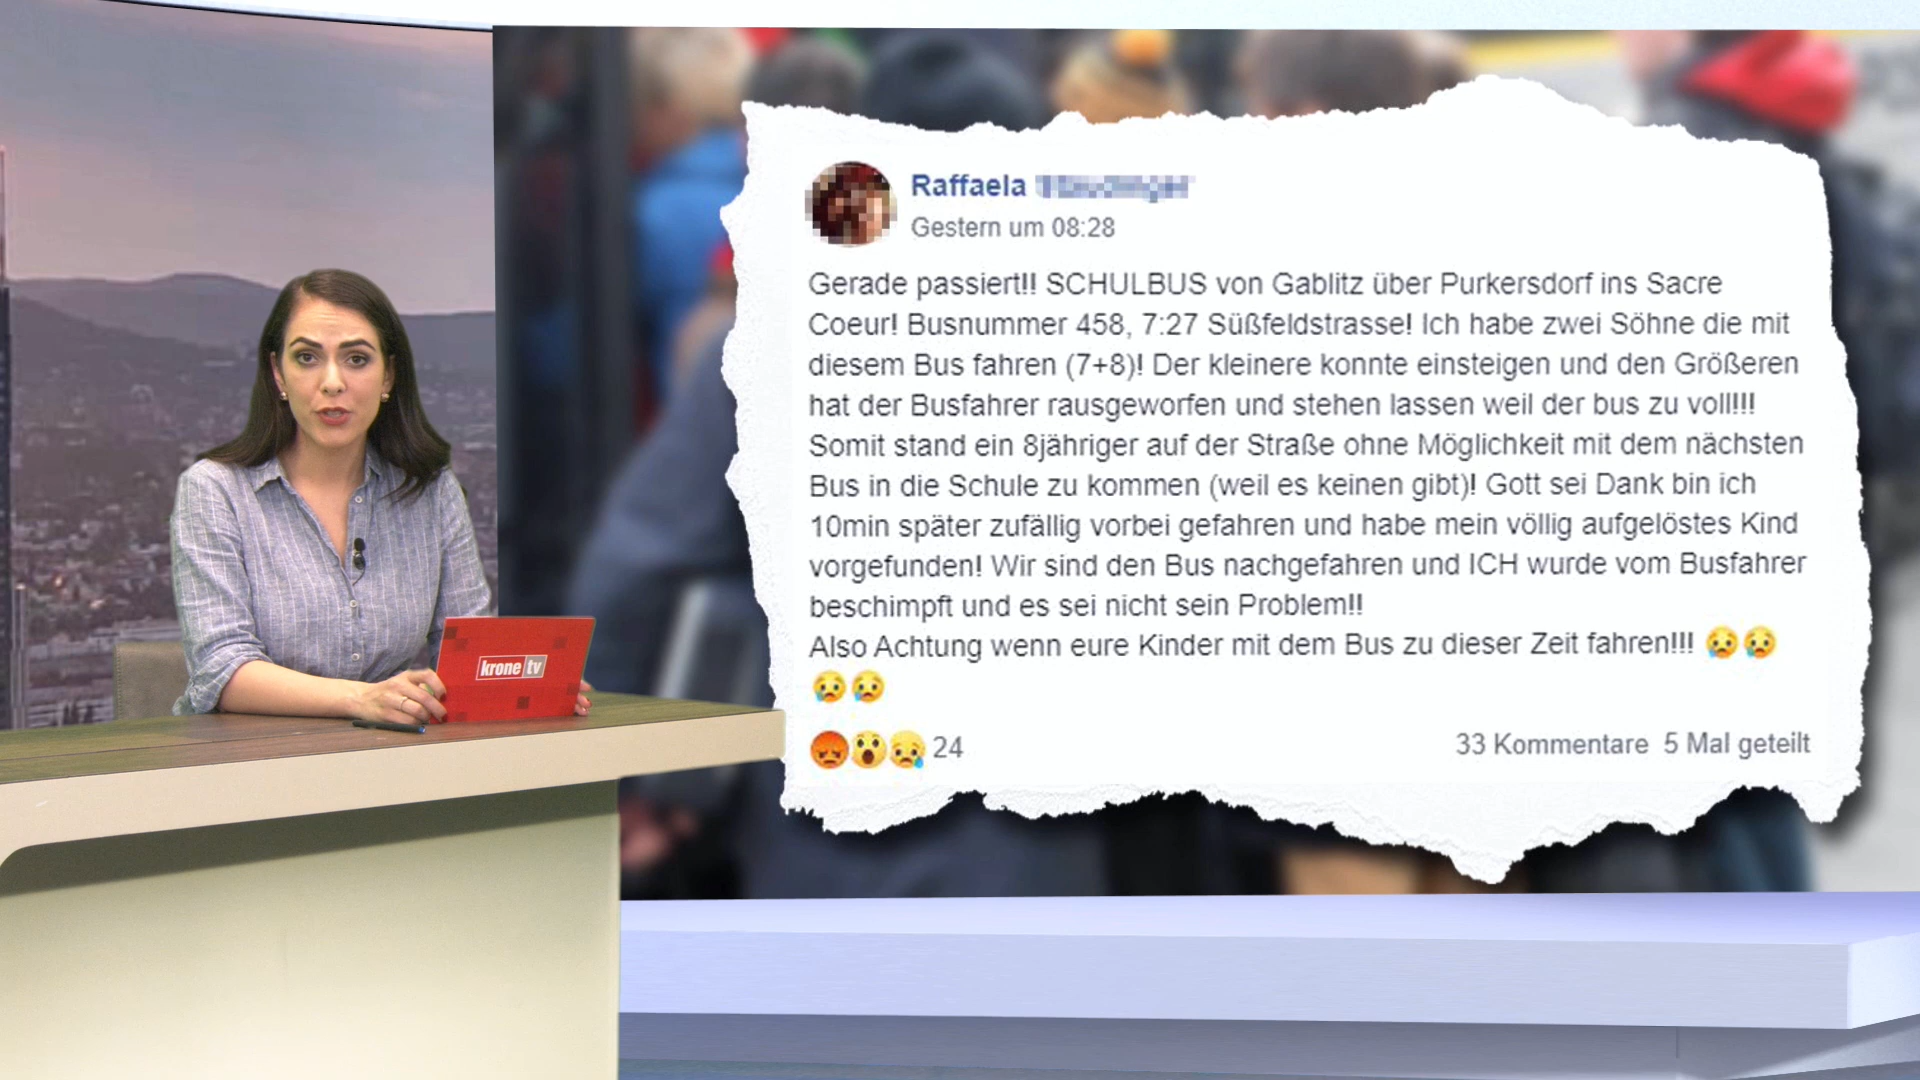 Raffaela
Gestern um 08:28
Gerade passiert!! SCHULBUS von Gablitz über Purkersdorf ins Sacre
Coeur! Busnummer 458, 7:27 Süßfeldstrasse! Ich habe zwei Söhne die mit
diesem Bus fahren (7+8)! Der kleinere konnte einsteigen und den Größeren
hat der Busfahrer rausgeworfen und stehen lassen weil der bus zu voll!!!
Somit stand ein 8jähriger auf der Straße ohne Möglichkeit mit dem nächsten
Bus in die Schule zu kommen (weil es keinen gibt)! Gott sei Dank bin ich
10min später zufällig vorbei gefahren und habe mein völlig aufgelöstes Kind
vorgefunden! Wir sind den Bus nachgefahren und ICH wurde vom Busfahrer
beschimpft und es sei nicht sein Problem!!
Also Achtung wenn eure Kinder mit dem Bus zu dieser Zeit fahren!!! 😢😢
😢😢
😡😮😢 24
33 Kommentare 5 Mal geteilt
krone tv